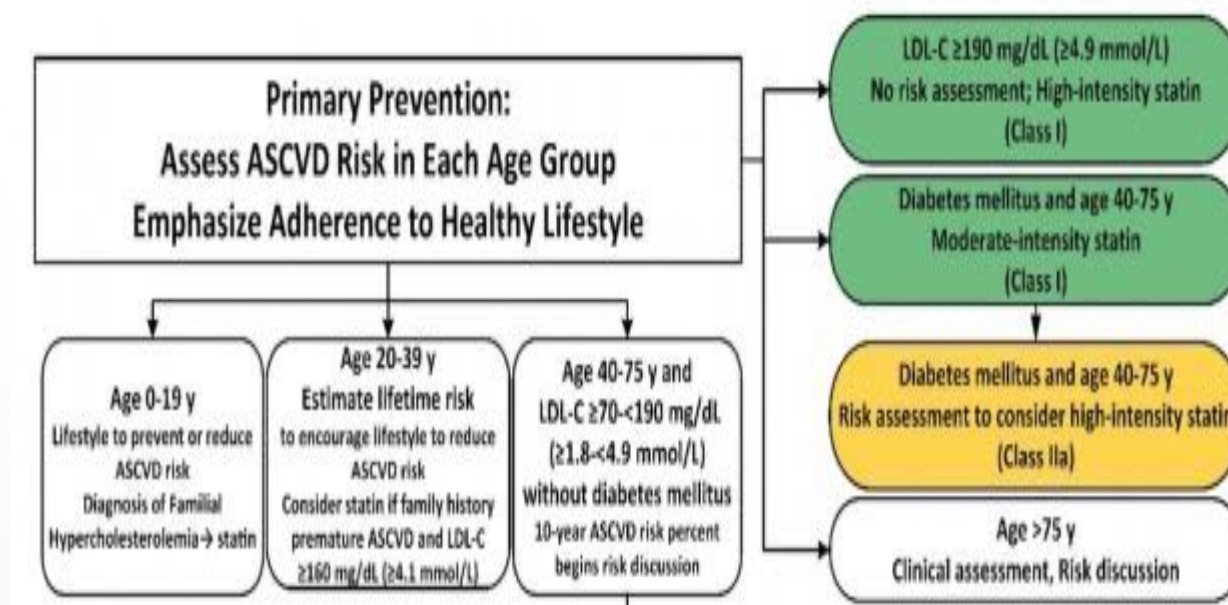 Primary Prevention:
Assess ASCVD Risk in Each Age Group
Emphasize Adherence to Healthy Lifestyle
LDL-C ≥190 mg/dL (≥4.9 mmol/L)
No risk assessment; High-intensity statin
(Class I)
Diabetes mellitus and age 40-75 y
Moderate-intensity statin
(Class I)
Diabetes mellitus and age 40-75 y
Risk assessment to consider high-intensity statin
(Class IIa)
Age >75 y
Clinical assessment, Risk discussion
Age 0-19 y
Lifestyle to prevent or reduce
ASCVD risk
Diagnosis of Familial
Hypercholesterolemia→ statin
Age 20-39 y
Estimate lifetime risk
to encourage lifestyle to reduce
ASCVD risk
Consider statin if family history
premature ASCVD and LDL-C
≥160 mg/dL (≥4.1 mmol/L)
Age 40-75 y and
LDL-C ≥70-<190 mg/dL
(≥1.8-<4.9 mmol/L)
without diabetes mellitus
10-year ASCVD risk percent
begins risk discussion